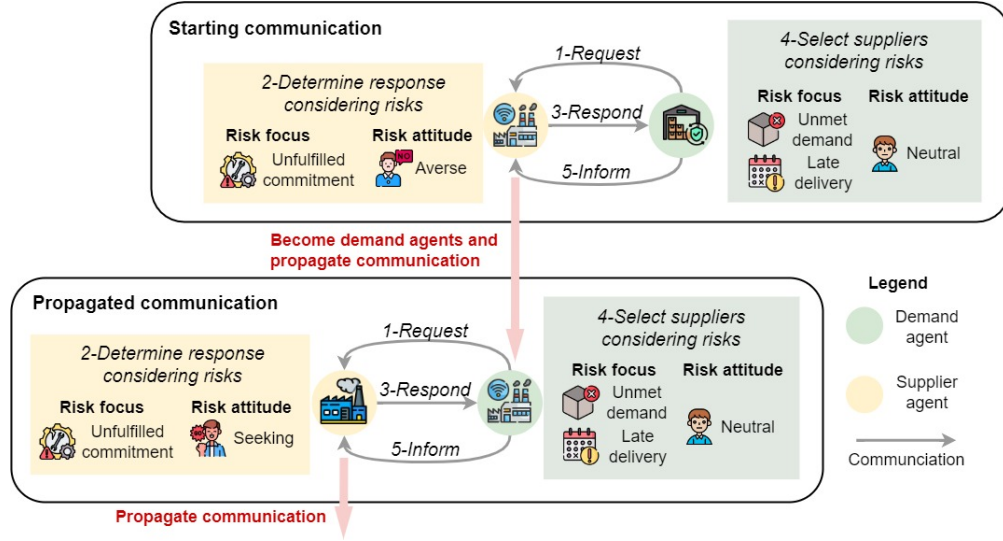 Starting communication
2-Determine response
considering risks
Risk focus
Risk attitude
Unfulfilled
commitment
NO
Averse
1-Request
3-Respond
5-Inform
4-Select suppliers
considering risks
Risk focus
Risk attitude
Unmet
demand
Late
delivery
Neutral
Become demand agents and
propagate communication
Propagated communication
2-Determine response
considering risks
Risk focus
Risk attitude
Unfulfilled
commitment
Seeking
1-Request
3-Respond
5-Inform
4-Select suppliers
considering risks
Risk focus
Risk attitude
Unmet
demand
Late
delivery
Neutral
Propagate communication
Legend
Demand
agent
Supplier
agent
Communciation